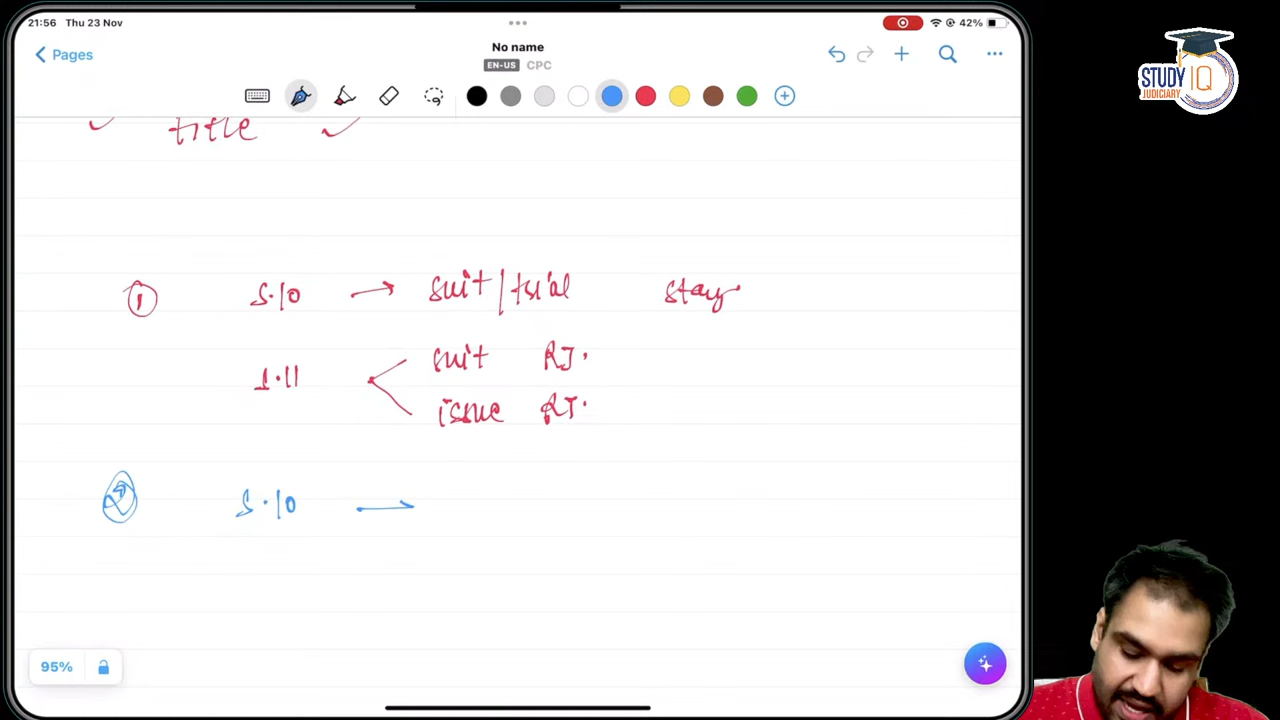 21:56 Thu 23 Nov 42%
No name
Pages
EN-US CPC
STUDY IQ
JUDICIARY
title
① S.10 → suit/trial stay
S.11 suit RJ.
issue RJ.
② S.10 →
95%